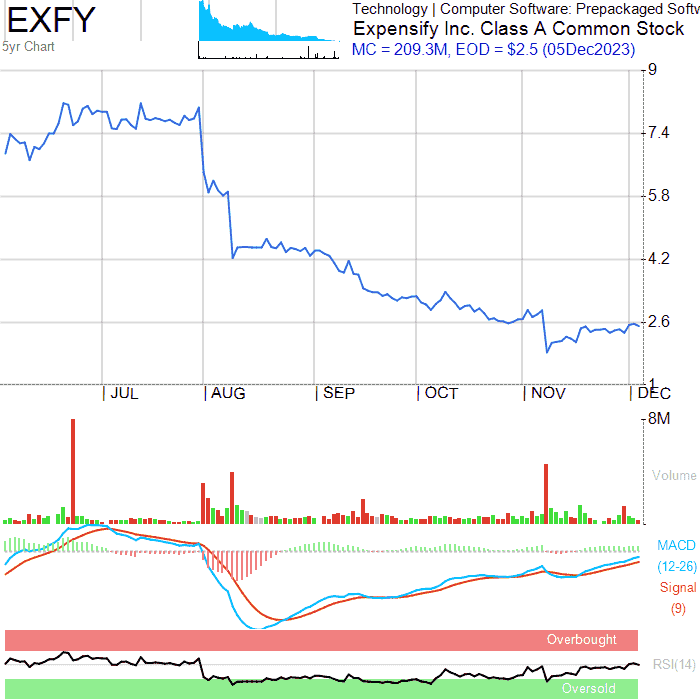 EXFY
5yr Chart
Technology | Computer Software: Prepackaged Softw
Expensify Inc. Class A Common Stock
MC = 209.3M, EOD = $2.5 (05Dec2023)
9
7.4
5.8
4.2
2.6
1
JUL
AUG
SEP
OCT
NOV
DEC
8M
Volume
MACD
(12-26)
Signal
(9)
Overbought
RSI(14)
Oversold